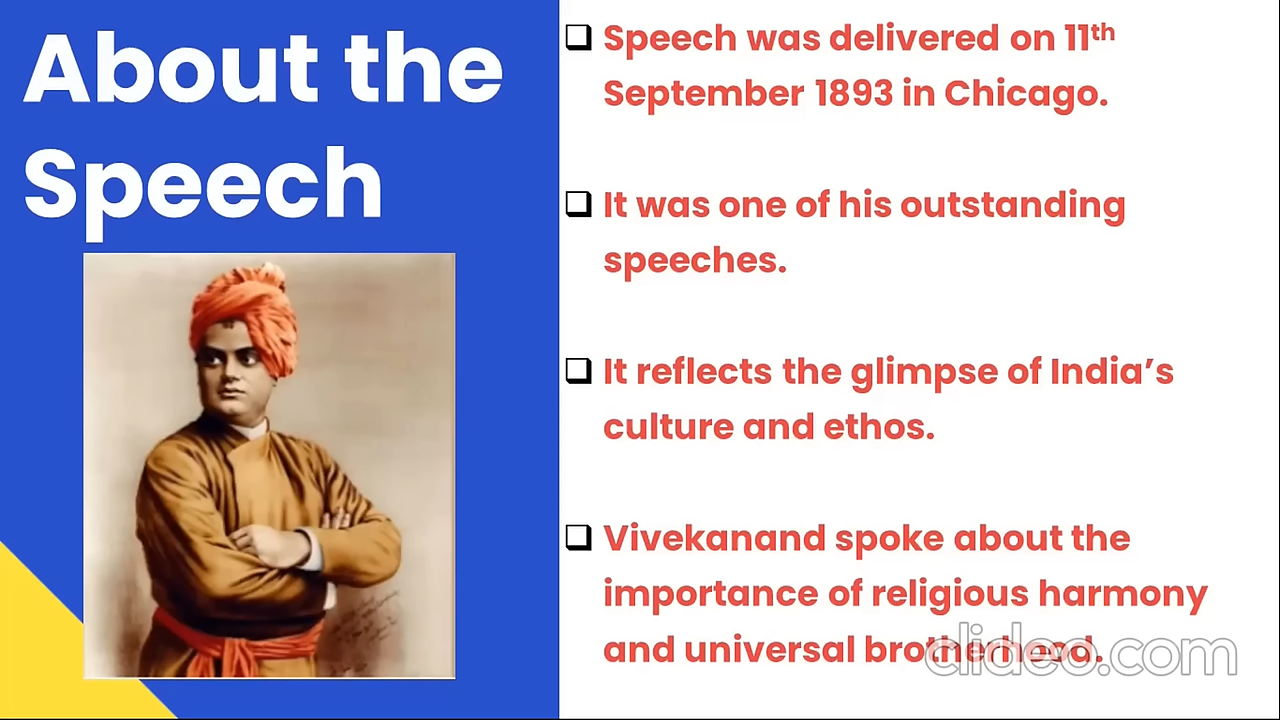 About the
Speech
❑ Speech was delivered on 11th
September 1893 in Chicago.
❑ It was one of his outstanding
speeches.
❑ It reflects the glimpse of India's
culture and ethos.
❑ Vivekanand spoke about the
importance of religious harmony
and universal brotherhood.
clideo.com